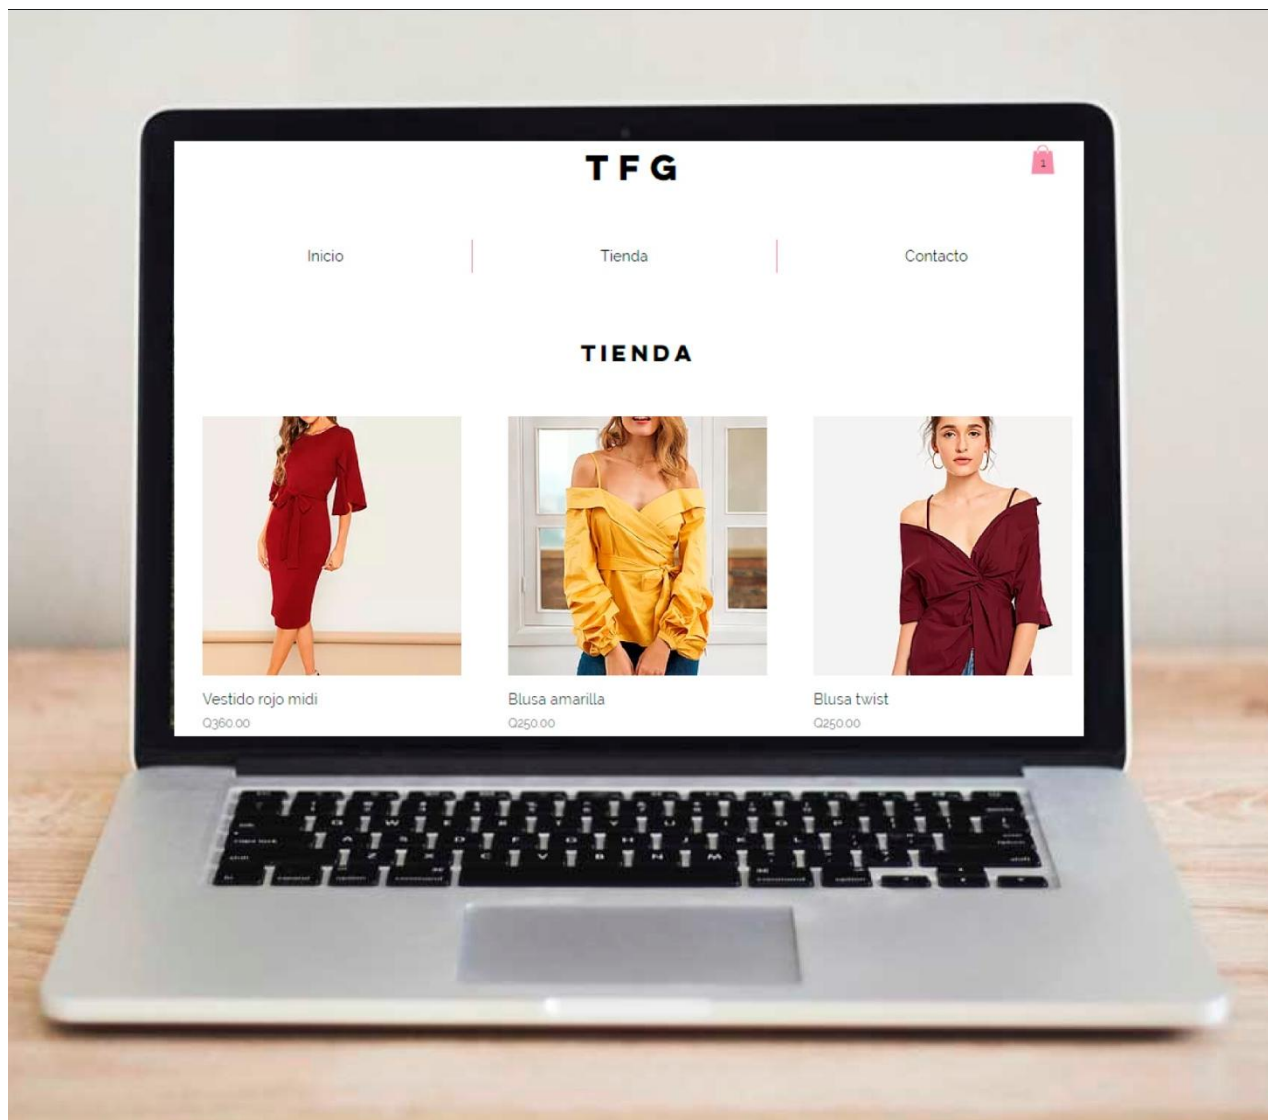 TFG
1
Inicio Tienda Contacto
TIENDA
Vestido rojo midi Blusa amarilla Blusa twist
Q360.00 Q250.00 Q250.00